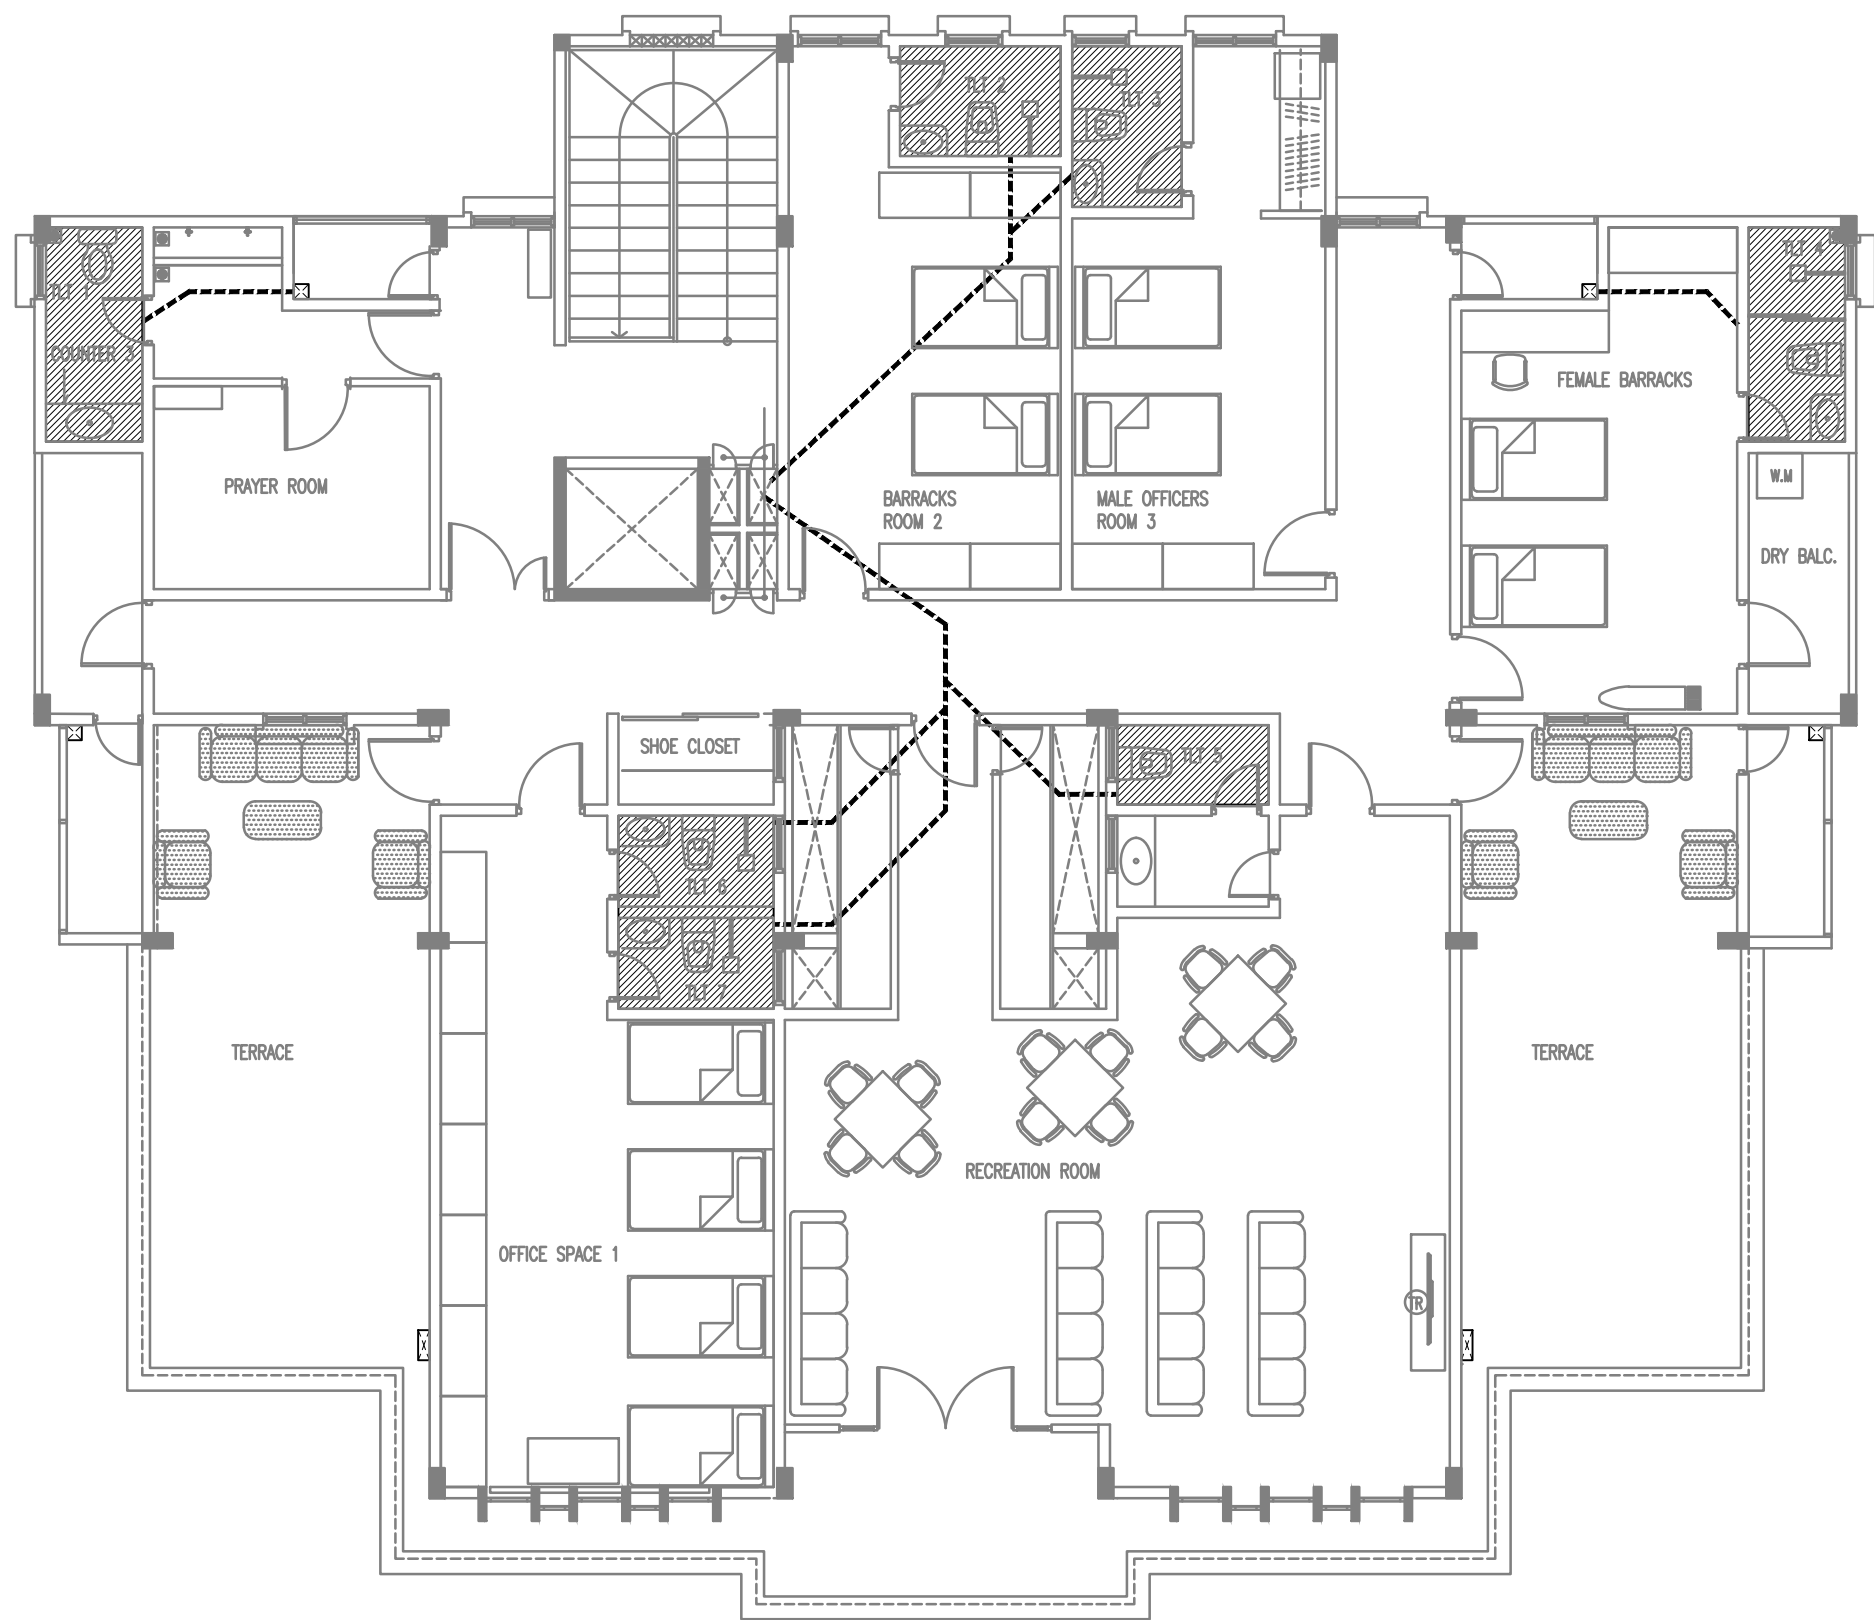 TLT 2
TLT 3
TLT 1
TLT 4
COUNTER 3
FEMALE BARRACKS
PRAYER ROOM
W.M
BARRACKS
ROOM 2
MALE OFFICERS
ROOM 3
DRY BALC.
SHOE CLOSET
TLT 5
TLT 6
TLT 7
TERRACE
TERRACE
RECREATION ROOM
OFFICE SPACE 1
TR